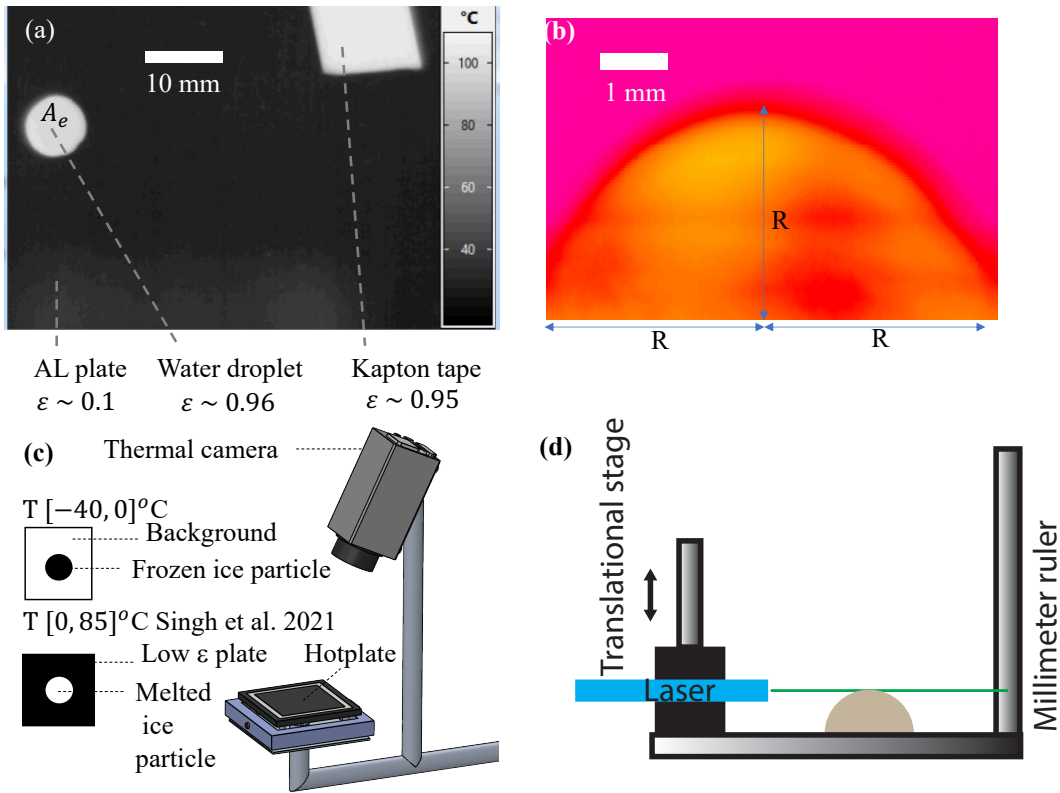 (a)
°C
10 mm
100
80
60
40
A_e
AL plate
ε ~ 0.1
Water droplet
ε ~ 0.96
Kapton tape
ε ~ 0.95
(b)
1 mm
R
R
R
(c)
Thermal camera
T [−40, 0]°C
Background
Frozen ice particle
T [0, 85]°C Singh et al. 2021
Low ε plate
Hotplate
Melted
ice
particle
(d)
Translational stage
Laser
Millimeter ruler